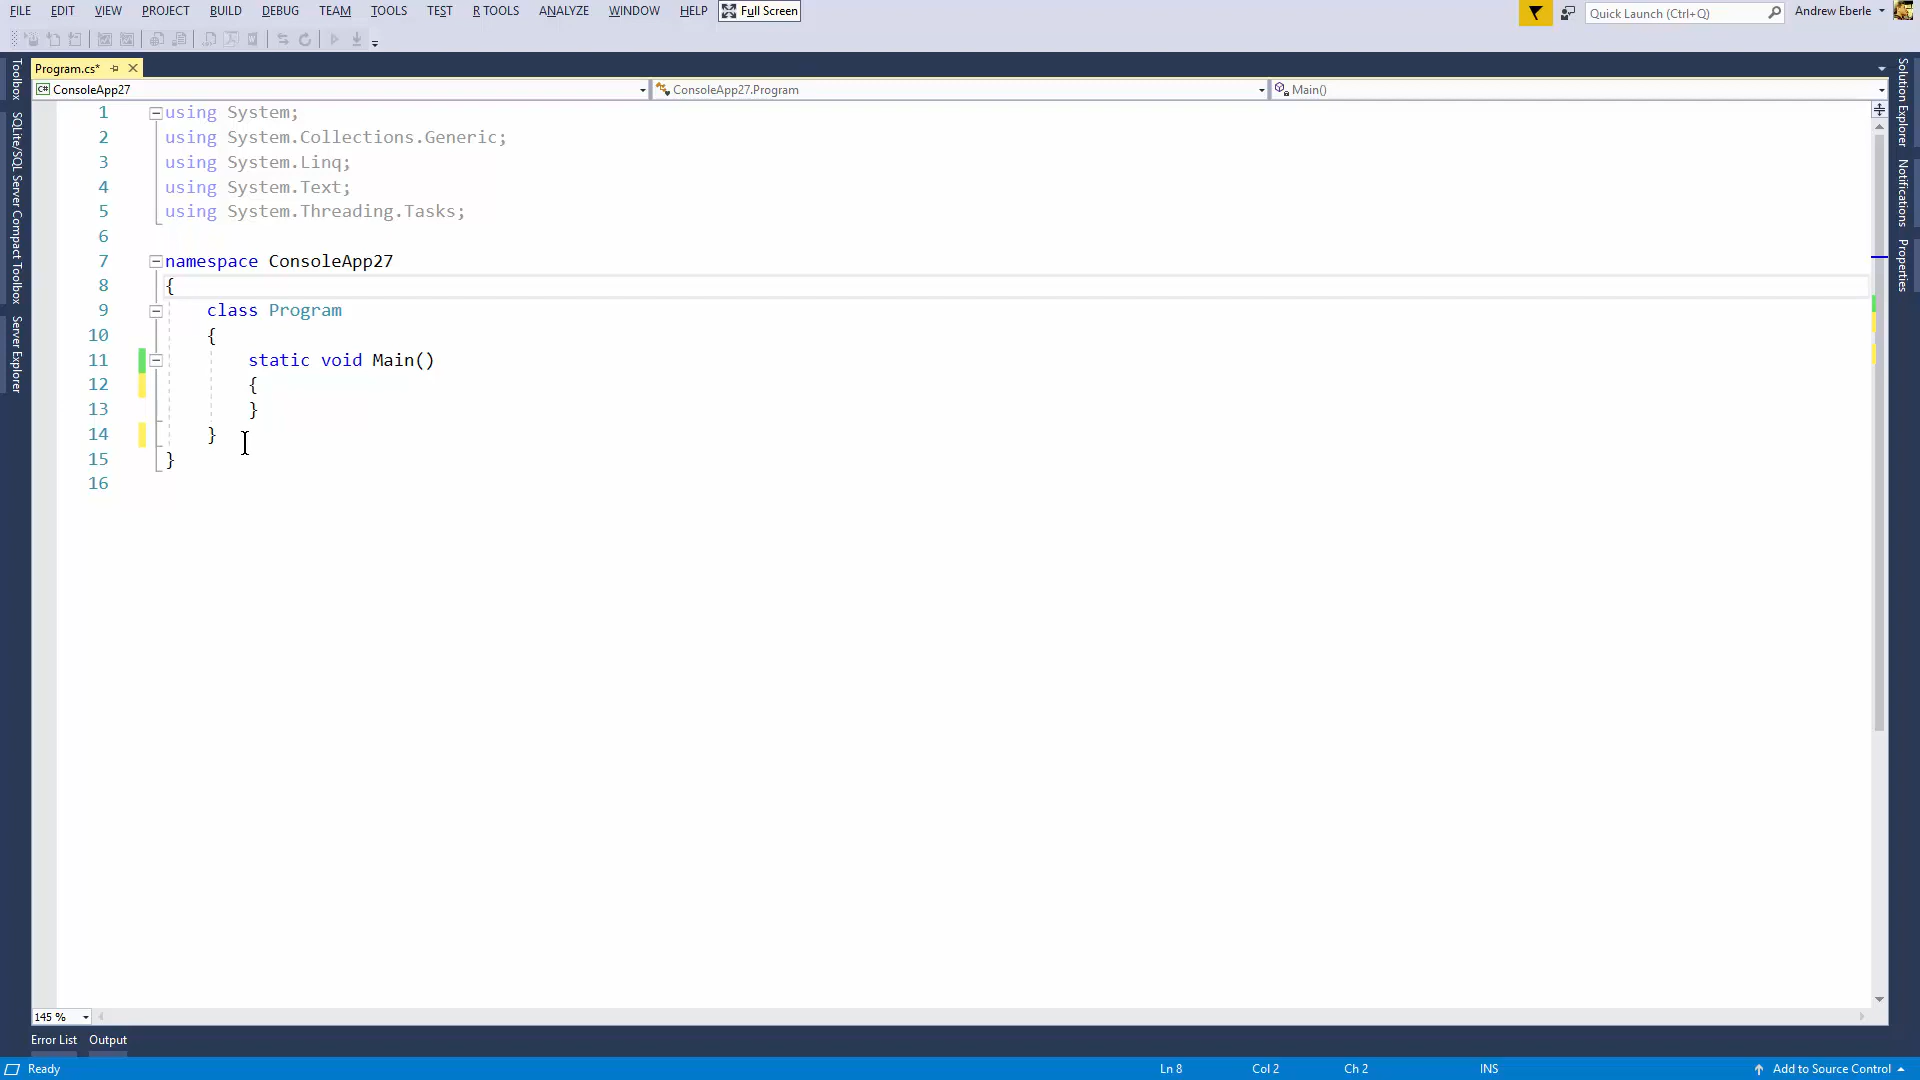 FILE EDIT VIEW PROJECT BUILD DEBUG TEAM TOOLS TEST R TOOLS ANALYZE WINDOW HELP Full Screen Quick Launch (Ctrl+Q) Andrew Eberle
Program.cs*
C# ConsoleApp27 ConsoleApp27.Program Main()
1 using System;
2 using System.Collections.Generic;
3 using System.Linq;
4 using System.Text;
5 using System.Threading.Tasks;
6
7 namespace ConsoleApp27
8 {
9 class Program
10 {
11 static void Main()
12 {
13 }
14 }
15 }
16
Toolbox
SQLite/SQL Server Compact Toolbox
Server Explorer
Solution Explorer
Notifications
Properties
145 %
Error List Output
Ready Ln 8 Col 2 Ch 2 INS Add to Source Control